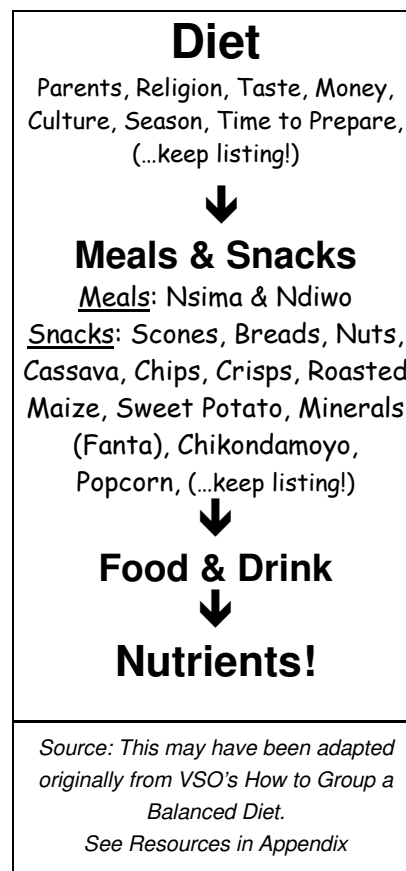 Diet
Parents, Religion, Taste, Money,
Culture, Season, Time to Prepare,
(...keep listing!)
Meals & Snacks
Meals: Nsima & Ndiwo
Snacks: Scones, Breads, Nuts,
Cassava, Chips, Crisps, Roasted
Maize, Sweet Potato, Minerals
(Fanta), Chikondamoyo,
Popcorn, (...keep listing!)
Food & Drink
Nutrients!
Source: This may have been adapted
originally from VSO's How to Group a
Balanced Diet.
See Resources in Appendix